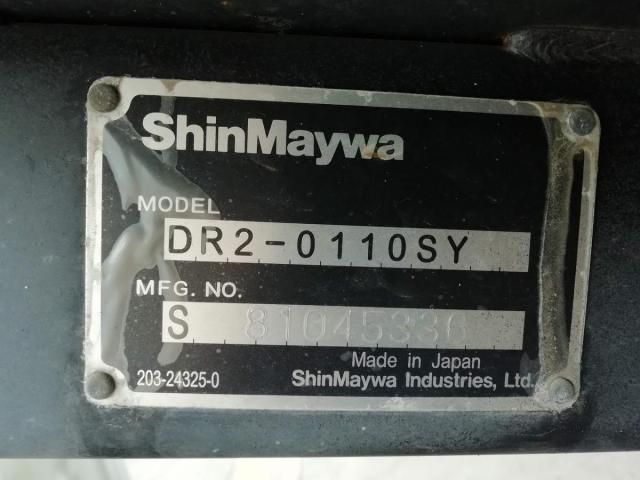 ShinMaywa
MODEL
DR2-0110SY
MFG. NO.
S 81045336
203-24325-0
Made in Japan
ShinMaywa Industries, Ltd.